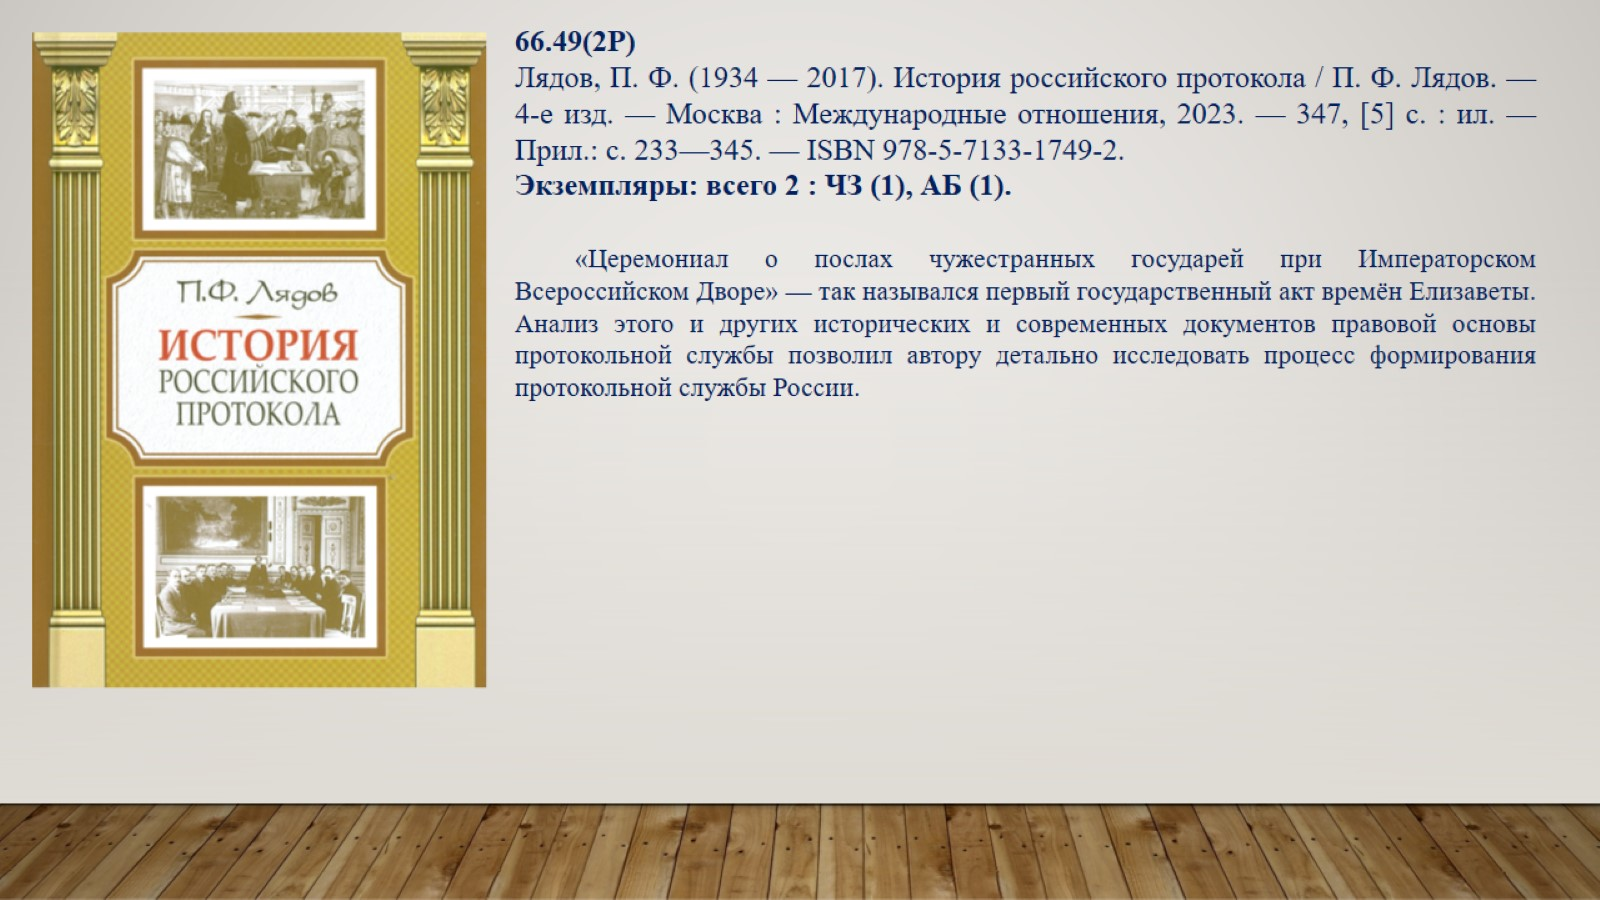 66.49(2Р)
Лядов, П. Ф. (1934 — 2017). История российского протокола / П. Ф. Лядов. —
4-е изд. — Москва : Международные отношения, 2023. — 347, [5] с. : ил. —
Прил.: с. 233—345. — ISBN 978-5-7133-1749-2.
Экземпляры: всего 2 : ЧЗ (1), АБ (1).
«Церемониал о послах чужестранных государей при Императорском
Всероссийском Дворе» — так назывался первый государственный акт времён Елизаветы.
Анализ этого и других исторических и современных документов правовой основы
протокольной службы позволил автору детально исследовать процесс формирования
протокольной службы России.
П.Ф. Лядов
ИСТОРИЯ
РОССИЙСКОГО
ПРОТОКОЛА